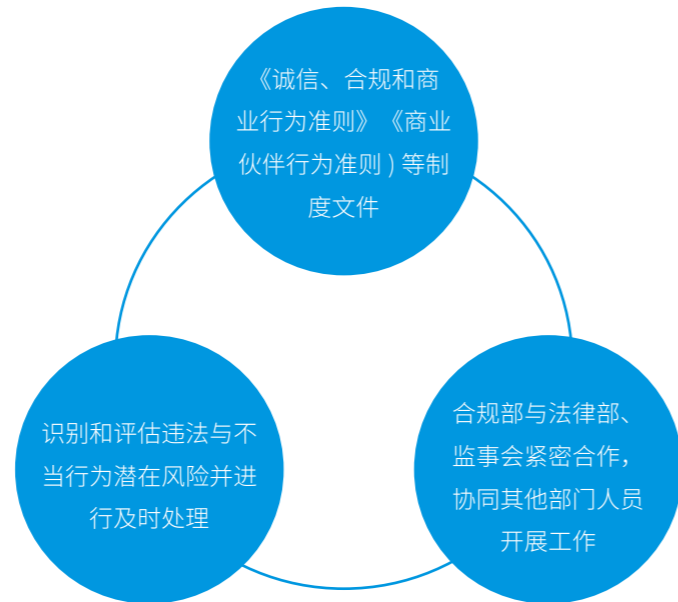 《诚信、合规和商
业行为准则》《商业
伙伴行为准则 ) 等制
度文件
识别和评估违法与不
当行为潜在风险并进
行及时处理
合规部与法律部、
监事会紧密合作，
协同其他部门人员
开展工作